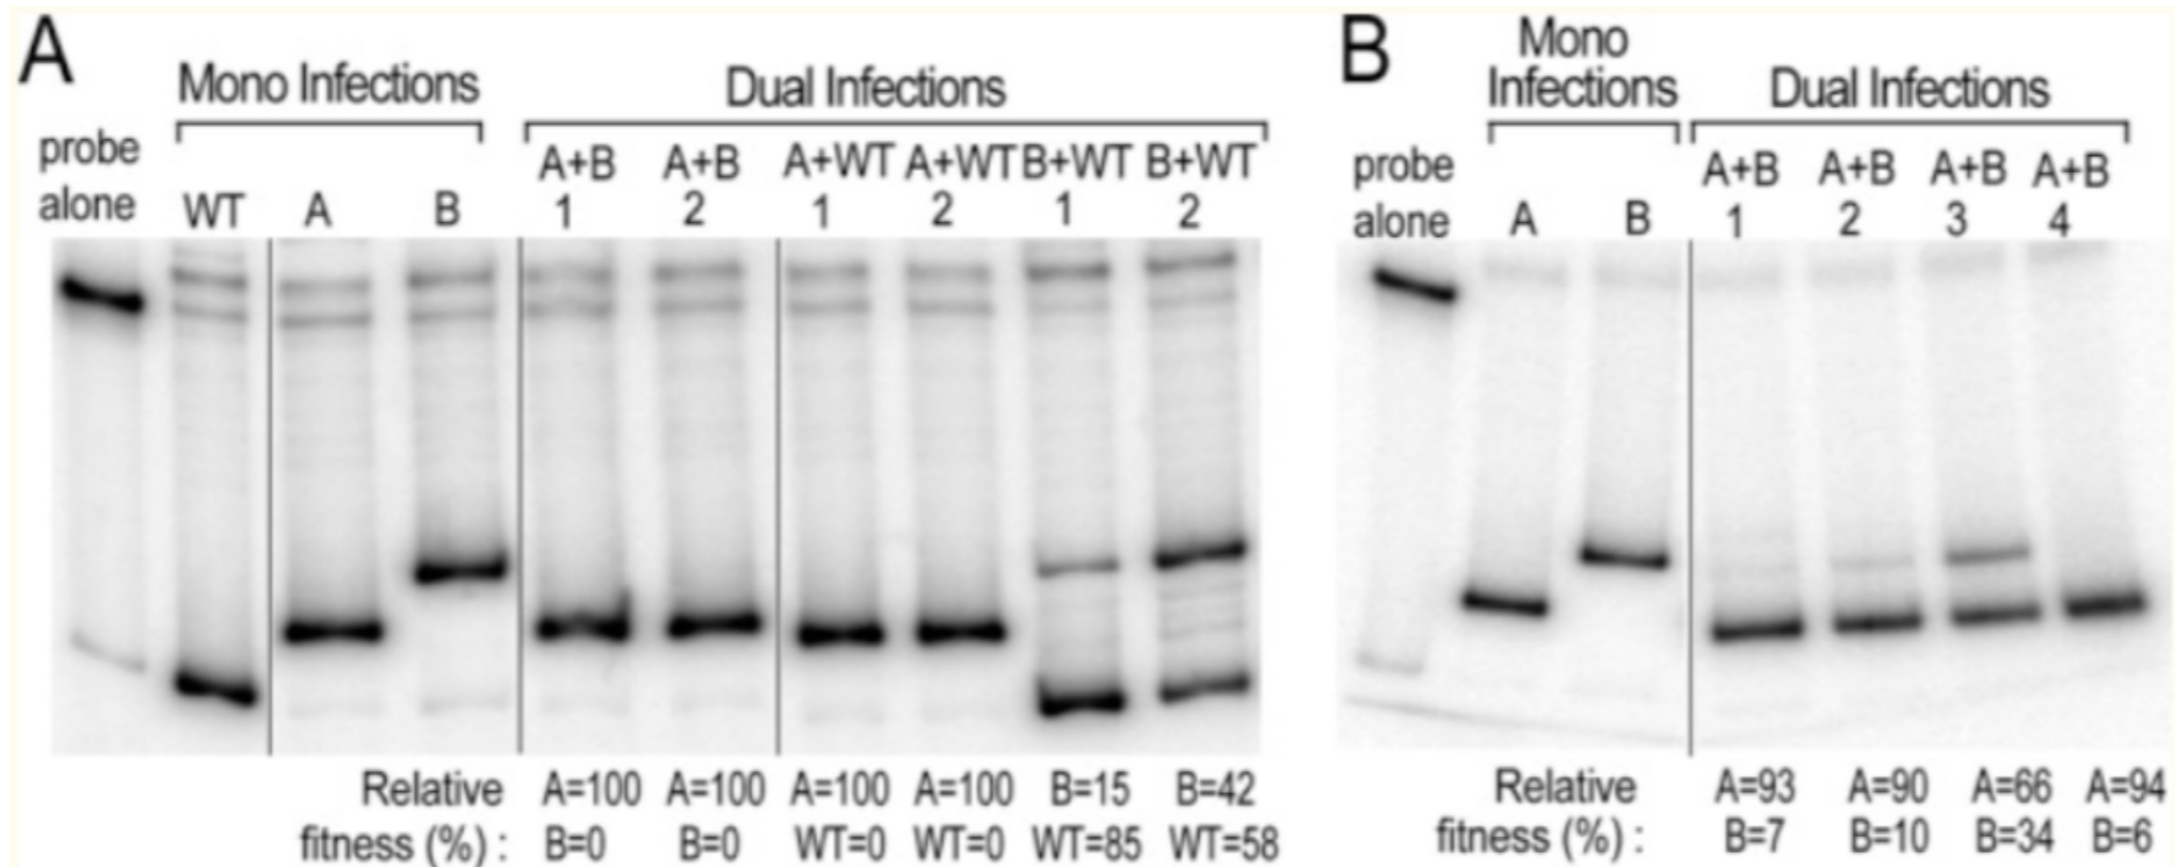 A
Mono Infections
Dual Infections
probe
alone
WT
A
B
A+B
1
A+B
2
A+WT
1
A+WT
2
B+WT
1
B+WT
2
Relative
fitness (%) :
A=100
B=0
A=100
B=0
A=100
WT=0
A=100
WT=0
B=15
WT=85
B=42
WT=58
B
Mono
Infections
Dual Infections
probe
alone
A
B
A+B
1
A+B
2
A+B
3
A+B
4
Relative
fitness (%) :
A=93
B=7
A=90
B=10
A=66
B=34
A=94
B=6